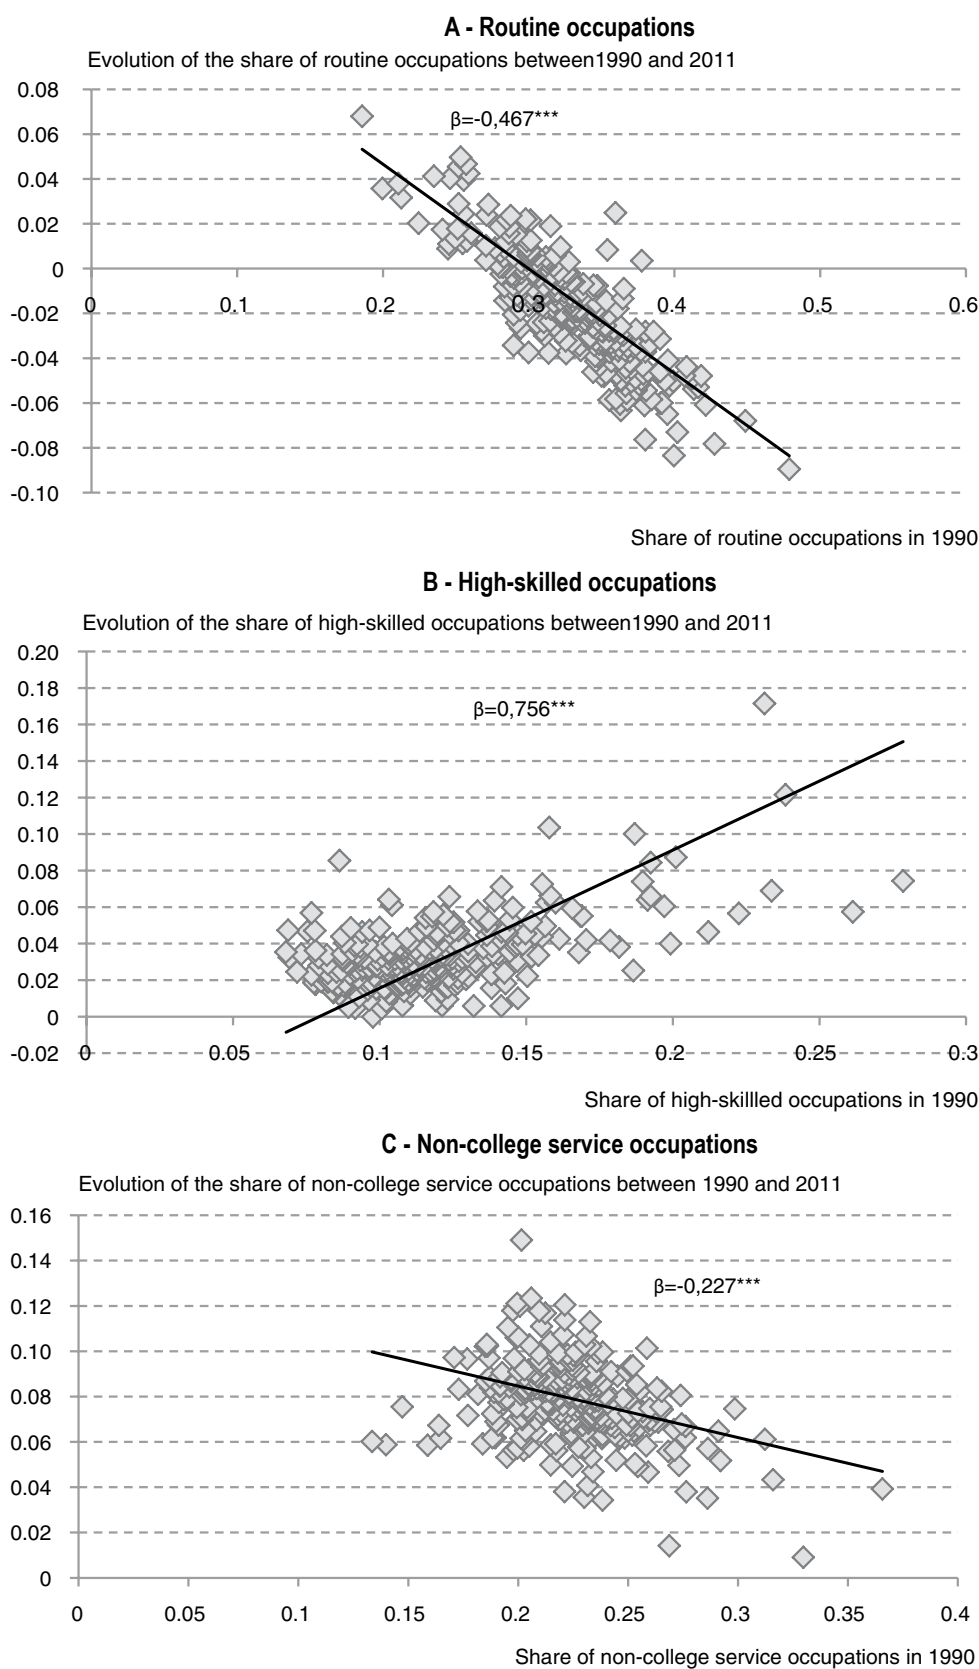 A - Routine occupations
Evolution of the share of routine occupations between1990 and 2011
0.08
β=-0,467***
0.06
0.04
0.02
0
0 0.1 0.2 0.3 0.4 0.5 0.6
-0.02
-0.04
-0.06
-0.08
-0.10
Share of routine occupations in 1990
B - High-skilled occupations
Evolution of the share of high-skilled occupations between1990 and 2011
0.20
0.18
β=0,756***
0.16
0.14
0.12
0.10
0.08
0.06
0.04
0.02
0
-0.02 0 0.05 0.1 0.15 0.2 0.25 0.3
Share of high-skillled occupations in 1990
C - Non-college service occupations
Evolution of the share of non-college service occupations between 1990 and 2011
0.16
0.14
β=-0,227***
0.12
0.10
0.08
0.06
0.04
0.02
0
0 0.05 0.1 0.15 0.2 0.25 0.3 0.35 0.4
Share of non-college service occupations in 1990